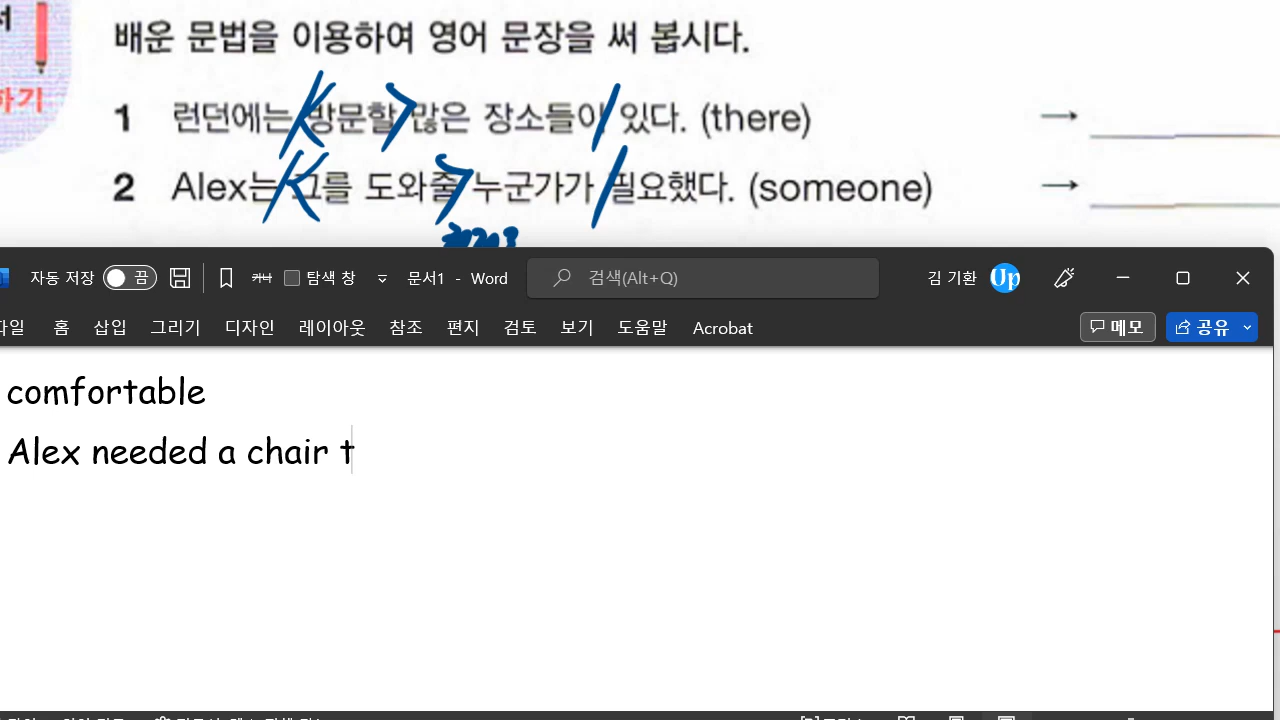 배운 문법을 이용하여 영어 문장을 써 봅시다.
하기
1 런던에는 방문할 많은 장소들이 있다. (there) →
2 Alex는 그를 도와줄 누군가가 필요했다. (someone) →
자동 저장 끔 가나 탐색 창 문서1 - Word 검색(Alt+Q) 김 기환 Up
파일 홈 삽입 그리기 디자인 레이아웃 참조 편지 검토 보기 도움말 Acrobat 메모 공유
comfortable
Alex needed a chair t